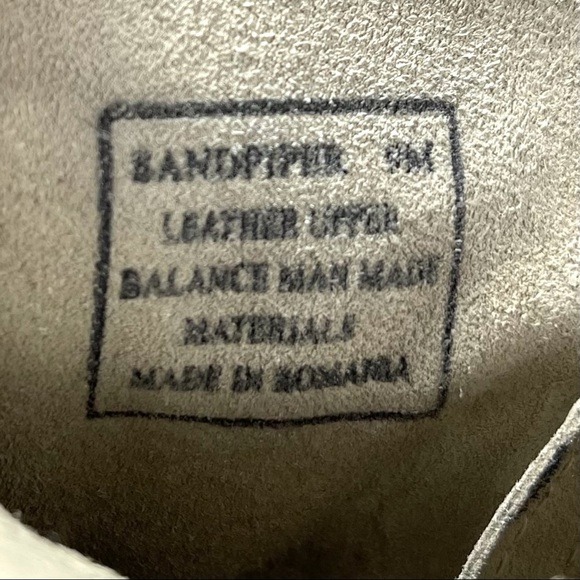 SANDPIPER 9M
LEATHER UPPER
BALANCE MAN MADE
MATERIALS
MADE IN ROMANIA